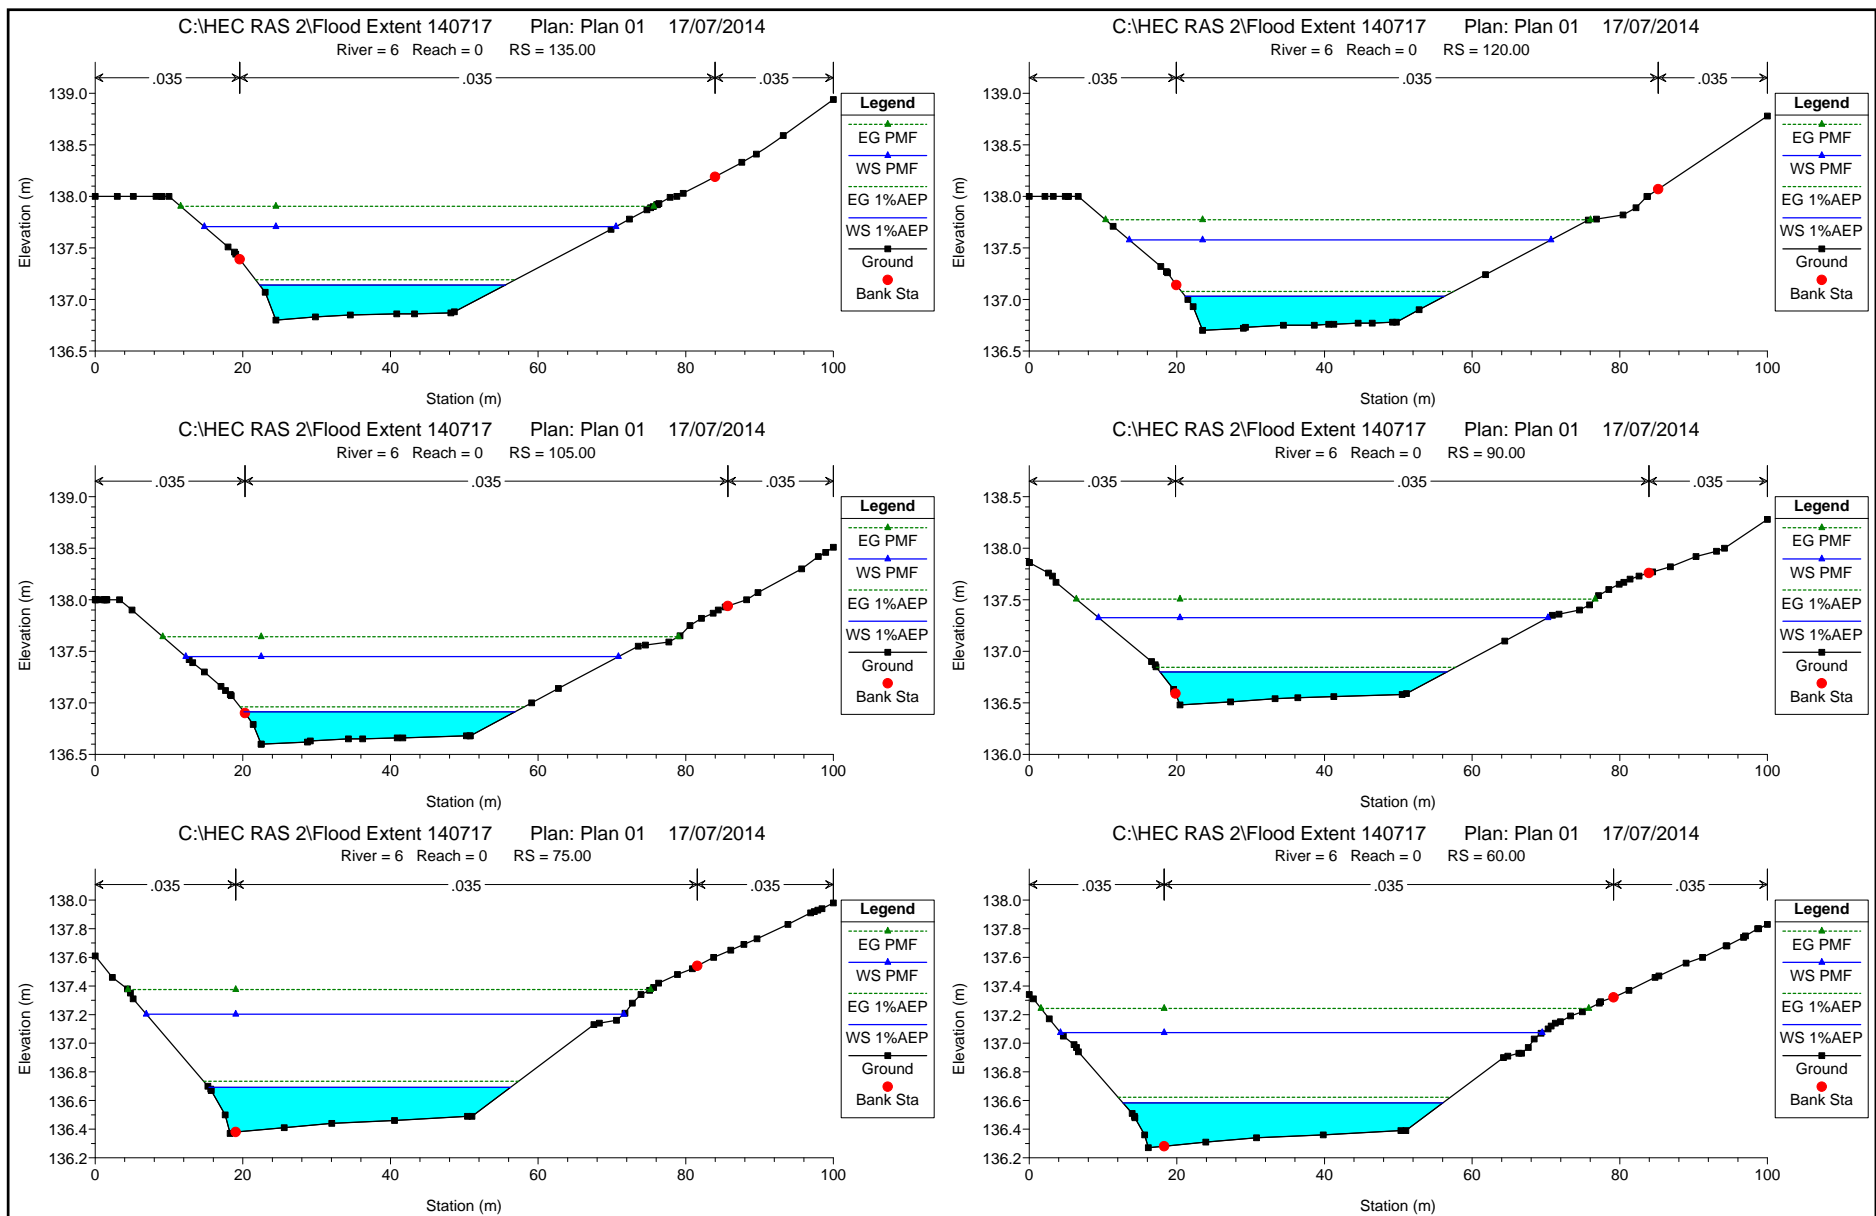 C:\HEC RAS 2\Flood Extent 140717 Plan: Plan 01 17/07/2014
River = 6 Reach = 0 RS = 135.00
.035 .035 .035
139.0
138.5
138.0
137.5
137.0
136.5
Elevation (m)
0 20 40 60 80 100
Station (m)
Legend
EG PMF
WS PMF
EG 1%AEP
WS 1%AEP
Ground
Bank Sta
C:\HEC RAS 2\Flood Extent 140717 Plan: Plan 01 17/07/2014
River = 6 Reach = 0 RS = 120.00
.035 .035 .035
139.0
138.5
138.0
137.5
137.0
136.5
Elevation (m)
0 20 40 60 80 100
Station (m)
Legend
EG PMF
WS PMF
EG 1%AEP
WS 1%AEP
Ground
Bank Sta
C:\HEC RAS 2\Flood Extent 140717 Plan: Plan 01 17/07/2014
River = 6 Reach = 0 RS = 105.00
.035 .035 .035
139.0
138.5
138.0
137.5
137.0
136.5
Elevation (m)
0 20 40 60 80 100
Station (m)
Legend
EG PMF
WS PMF
EG 1%AEP
WS 1%AEP
Ground
Bank Sta
C:\HEC RAS 2\Flood Extent 140717 Plan: Plan 01 17/07/2014
River = 6 Reach = 0 RS = 90.00
.035 .035 .035
138.5
138.0
137.5
137.0
136.5
136.0
Elevation (m)
0 20 40 60 80 100
Station (m)
Legend
EG PMF
WS PMF
EG 1%AEP
WS 1%AEP
Ground
Bank Sta
C:\HEC RAS 2\Flood Extent 140717 Plan: Plan 01 17/07/2014
River = 6 Reach = 0 RS = 75.00
.035 .035 .035
138.0
137.8
137.6
137.4
137.2
137.0
136.8
136.6
136.4
136.2
Elevation (m)
0 20 40 60 80 100
Station (m)
Legend
EG PMF
WS PMF
EG 1%AEP
WS 1%AEP
Ground
Bank Sta
C:\HEC RAS 2\Flood Extent 140717 Plan: Plan 01 17/07/2014
River = 6 Reach = 0 RS = 60.00
.035 .035 .035
138.0
137.8
137.6
137.4
137.2
137.0
136.8
136.6
136.4
136.2
Elevation (m)
0 20 40 60 80 100
Station (m)
Legend
EG PMF
WS PMF
EG 1%AEP
WS 1%AEP
Ground
Bank Sta